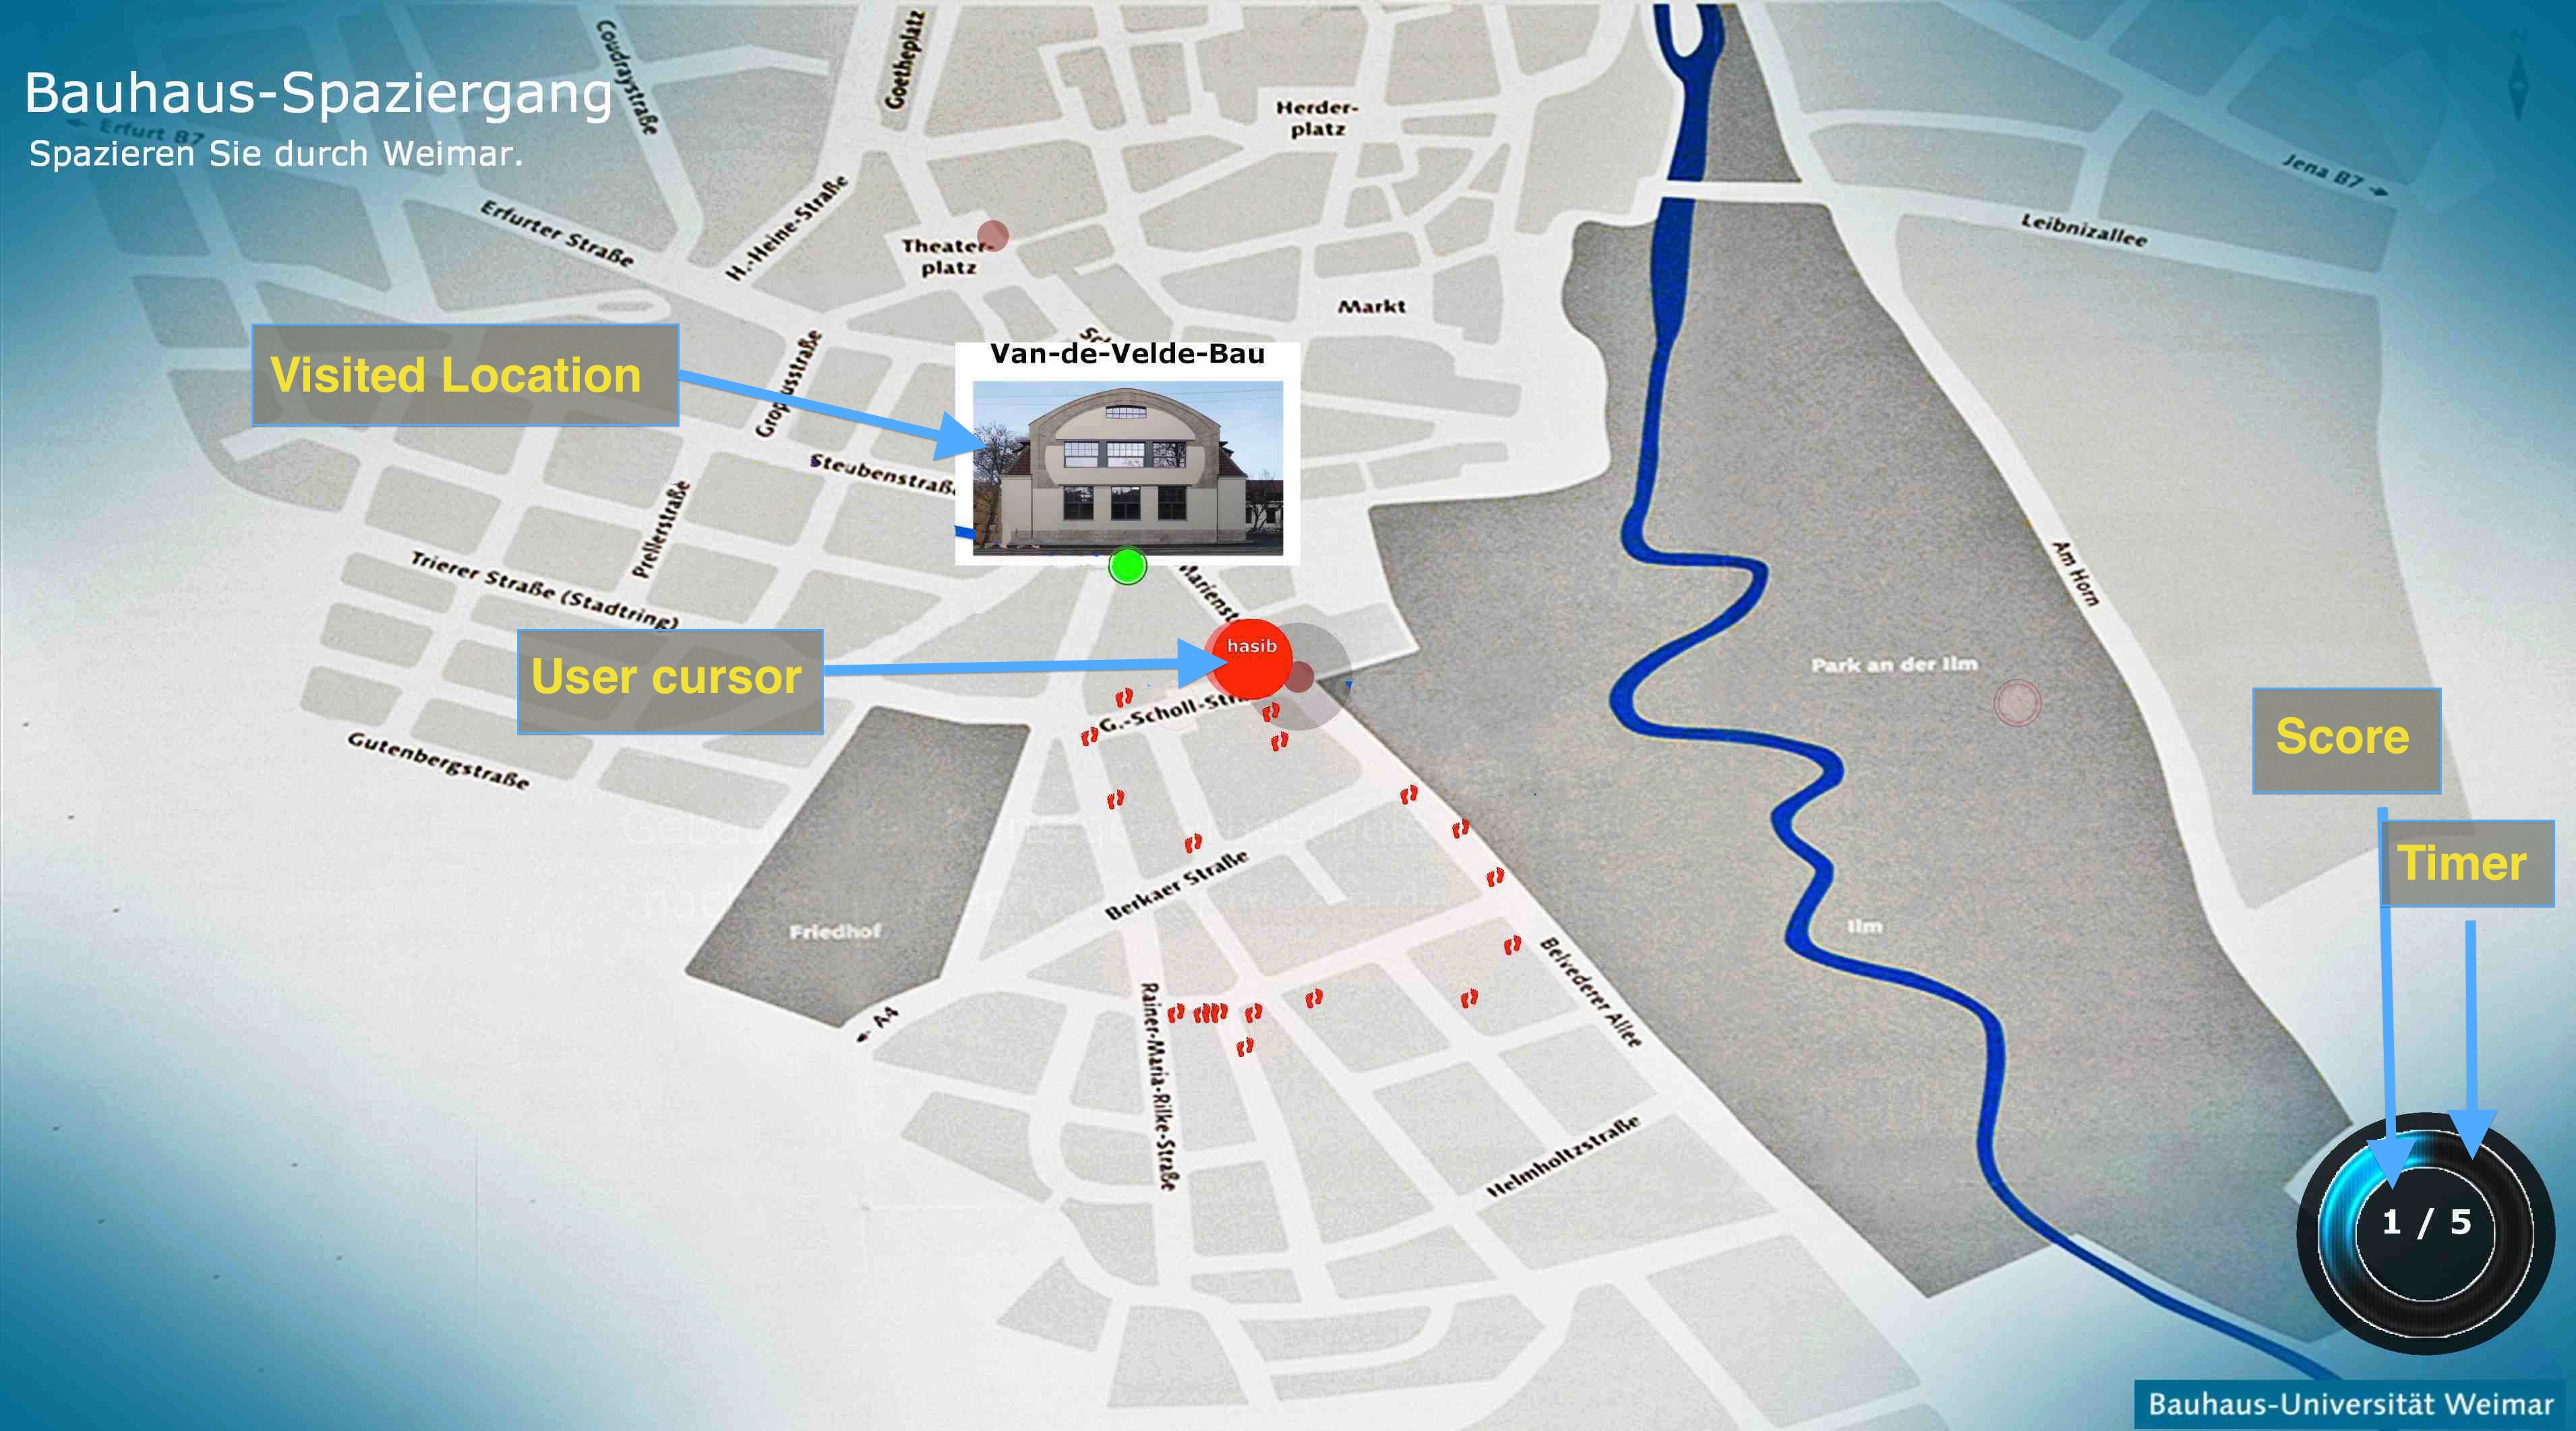 Bauhaus-Spaziergang
Spazieren Sie durch Weimar.
Erfurt B7
Coudraystraße
Goetheplatz
Herder-
platz
Jena B7
Leibnizallee
Erfurter Straße
H.-Heine-Straße
Theater-
platz
Markt
Visited Location
Gropiusstraße
Van-de-Velde-Bau
Steubenstraße
Prellerstraße
Trierer Straße (Stadtring)
Am Horn
hasib
User cursor
Park an der Ilm
G.-Scholl-Str
Gutenbergstraße
Score
Timer
Berkaer Straße
Friedhof
Ilm
Belvederer Allee
A4
Rainer-Maria-Rilke-Straße
Helmholtzstraße
1 / 5
Bauhaus-Universität Weimar